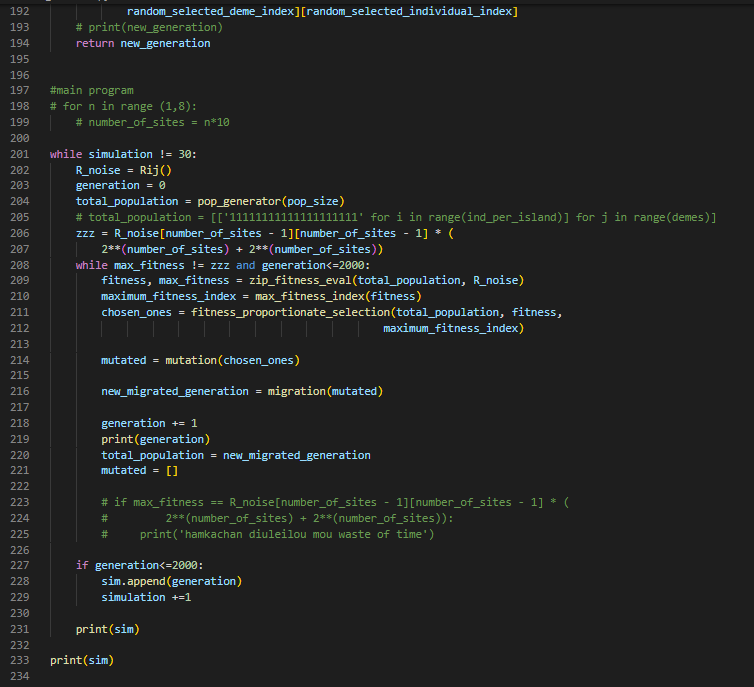 192 random_selected_deme_index][random_selected_individual_index]
193 # print(new_generation)
194 return new_generation
195
196
197 #main program
198 # for n in range (1,8):
199 # number_of_sites = n*10
200
201 while simulation != 30:
202 R_noise = Rij()
203 generation = 0
204 total_population = pop_generator(pop_size)
205 # total_population = [['11111111111111111111' for i in range(ind_per_island)] for j in range(demes)]
206 zzz = R_noise[number_of_sites - 1][number_of_sites - 1] * (
207 2**(number_of_sites) + 2**(number_of_sites))
208 while max_fitness != zzz and generation<=2000:
209 fitness, max_fitness = zip_fitness_eval(total_population, R_noise)
210 maximum_fitness_index = max_fitness_index(fitness)
211 chosen_ones = fitness_proportionate_selection(total_population, fitness,
212 maximum_fitness_index)
213
214 mutated = mutation(chosen_ones)
215
216 new_migrated_generation = migration(mutated)
217
218 generation += 1
219 print(generation)
220 total_population = new_migrated_generation
221 mutated = []
222
223 # if max_fitness == R_noise[number_of_sites - 1][number_of_sites - 1] * (
224 # 2**(number_of_sites) + 2**(number_of_sites)):
225 # print('hamkachan diuleilou mou waste of time')
226
227 if generation<=2000:
228 sim.append(generation)
229 simulation +=1
230
231 print(sim)
232
233 print(sim)
234